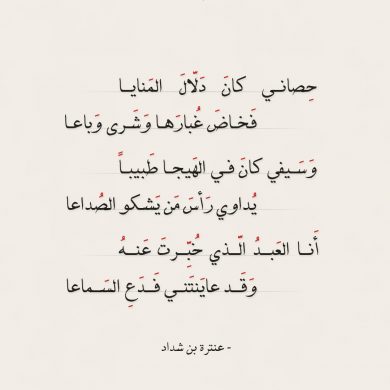 حِصاني كانَ دَلّالَ المَنايا
فَخاضَ غُبارَها وَشَرى وَباعا
وَسَيفي كانَ في الهَيجا طَبيباً
يُداوي رَأسَ مَن يَشكو الصُداعا
أَنا العَبدُ الَّذي خُبِّرتَ عَنهُ
وَقَد عايَنتَني فَدَعِ السَماعا
- عنترة بن شداد